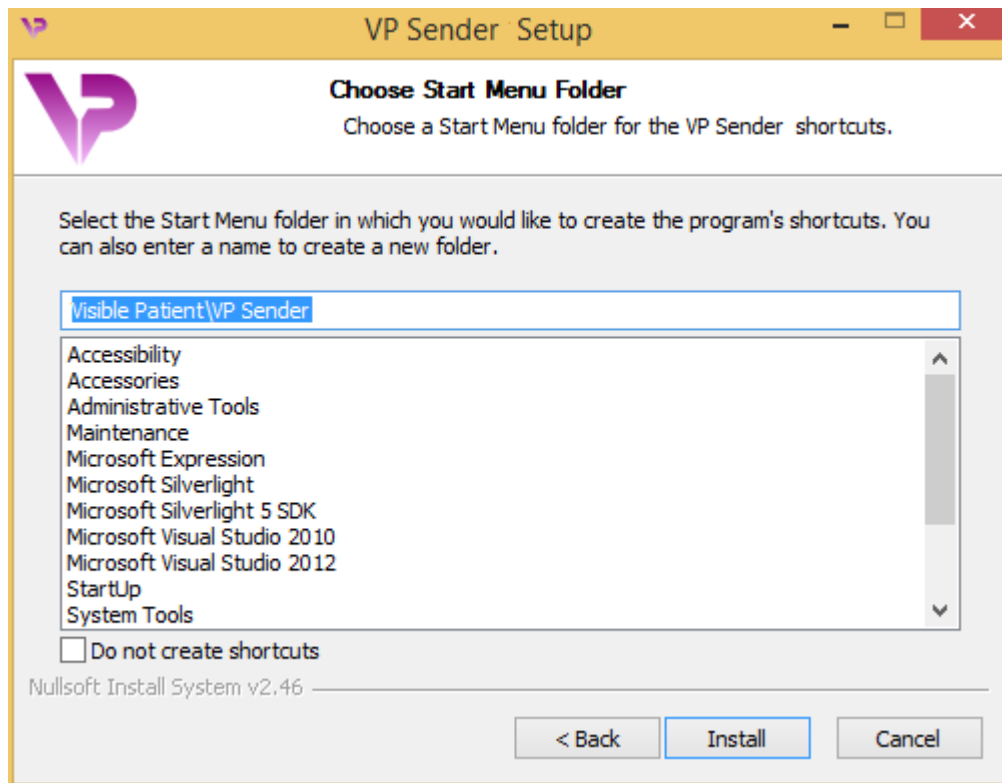 VP Sender Setup
VP
Choose Start Menu Folder
Choose a Start Menu folder for the VP Sender shortcuts.
Select the Start Menu folder in which you would like to create the program's shortcuts. You
can also enter a name to create a new folder.
Visible Patient\VP Sender
Accessibility
Accessories
Administrative Tools
Maintenance
Microsoft Expression
Microsoft Silverlight
Microsoft Silverlight 5 SDK
Microsoft Visual Studio 2010
Microsoft Visual Studio 2012
StartUp
System Tools
Do not create shortcuts
Nullsoft Install System v2.46
< Back Install Cancel